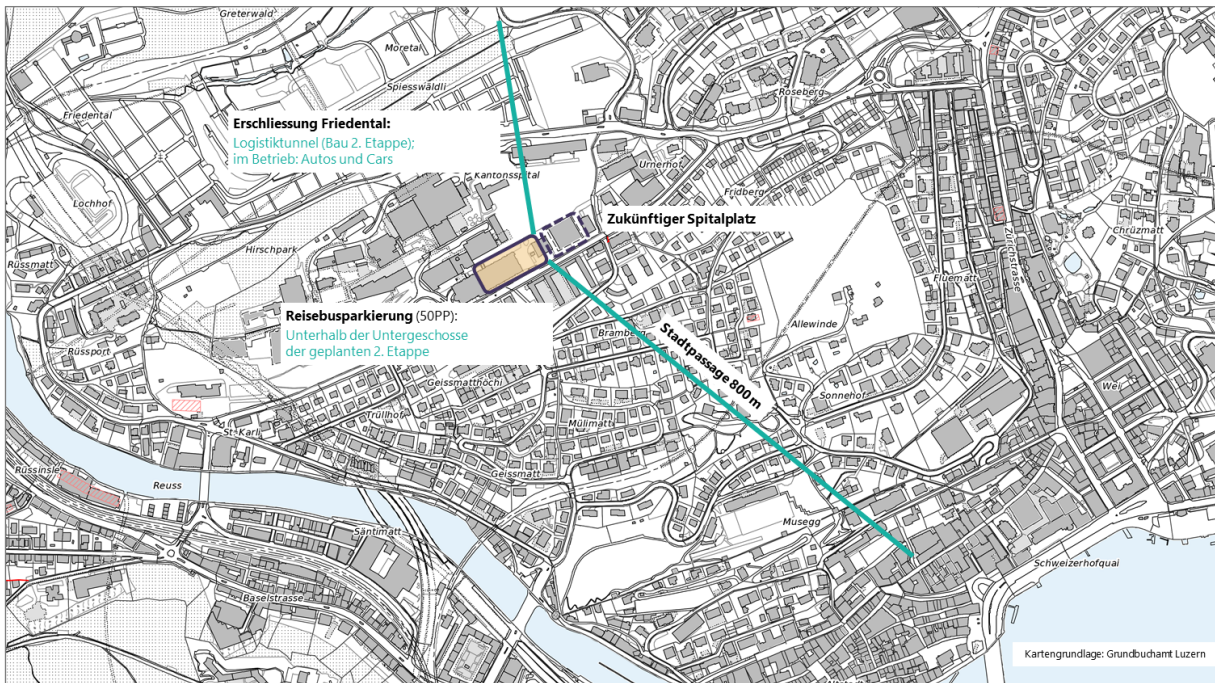 Greterwald
Moretal
Spiesswäldli
Friedental
Roseberg
Erschliessung Friedental:
Logistiktunnel (Bau 2. Etappe);
im Betrieb: Autos und Cars
Kantonsspital
Urnerhof
Fridberg
Lochhof
Zukünftiger Spitalplatz
Hirschpark
Chrüzmatt
Rüssmatt
Zürichstrasse
Fluematt
Reisebusparkierung (50PP):
Unterhalb der Untergeschosse
der geplanten 2. Etappe
Allewinde
Bramberg
Stadtpassage 800m
Rüssport
Geissmatthöchi
Wei
Sonnehof
Trüllhof
Mülimatt
St. Karli
Rüssinsle
Geissmatt
Reuss
Musegg
Säntimatt
Schweizerhofquai
Baselstrasse
Kartengrundlage: Grundbuchamt Luzern